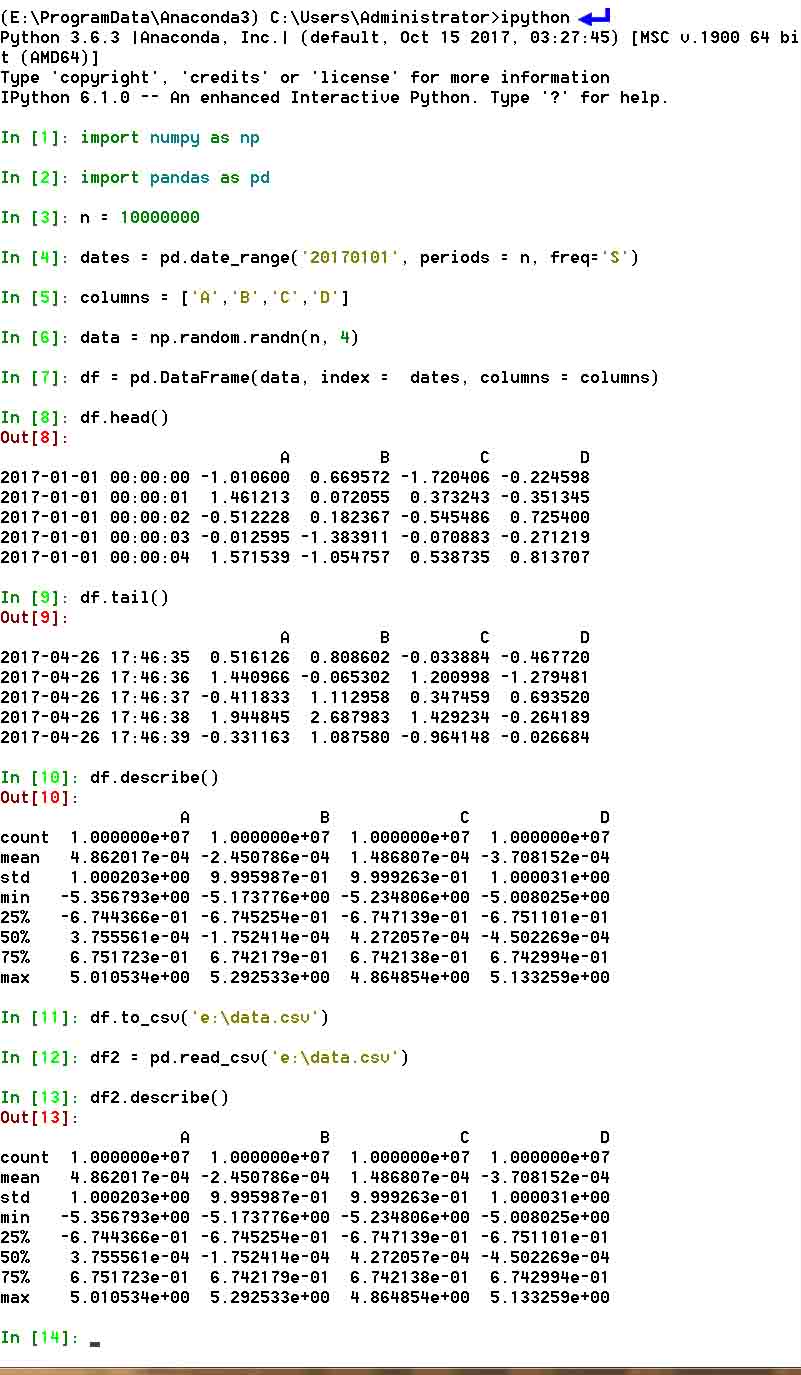 (E:\ProgramData\Anaconda3) C:\Users\Administrator>ipython
Python 3.6.3 |Anaconda, Inc.| (default, Oct 15 2017, 03:27:45) [MSC v.1900 64 bi
t (AMD64)]
Type 'copyright', 'credits' or 'license' for more information
IPython 6.1.0 -- An enhanced Interactive Python. Type '?' for help.

In [1]: import numpy as np

In [2]: import pandas as pd

In [3]: n = 10000000

In [4]: dates = pd.date_range('20170101', periods = n, freq='S')

In [5]: columns = ['A','B','C','D']

In [6]: data = np.random.randn(n, 4)

In [7]: df = pd.DataFrame(data, index =  dates, columns = columns)

In [8]: df.head()
Out[8]:
                            A         B         C         D
2017-01-01 00:00:00 -1.010600  0.669572 -1.720406 -0.224598
2017-01-01 00:00:01  1.461213  0.072055  0.373243 -0.351345
2017-01-01 00:00:02 -0.512228  0.182367 -0.545486  0.725400
2017-01-01 00:00:03 -0.012595 -1.383911 -0.070883 -0.271219
2017-01-01 00:00:04  1.571539 -1.054757  0.538735  0.813707

In [9]: df.tail()
Out[9]:
                            A         B         C         D
2017-04-26 17:46:35  0.516126  0.808602 -0.033884 -0.467720
2017-04-26 17:46:36  1.440966 -0.065302  1.200998 -1.279481
2017-04-26 17:46:37 -0.411833  1.112958  0.347459  0.693520
2017-04-26 17:46:38  1.944845  2.687983  1.429234 -0.264189
2017-04-26 17:46:39 -0.331163  1.087580 -0.964148 -0.026684

In [10]: df.describe()
Out[10]:
                  A             B             C             D
count  1.000000e+07  1.000000e+07  1.000000e+07  1.000000e+07
mean   4.862017e-04 -2.450786e-04  1.486807e-04 -3.708152e-04
std    1.000203e+00  9.995987e-01  9.999263e-01  1.000031e+00
min   -5.356793e+00 -5.173776e+00 -5.234806e+00 -5.008025e+00
25%   -6.744366e-01 -6.745254e-01 -6.747139e-01 -6.751101e-01
50%    3.755561e-04 -1.752414e-04  4.272057e-04 -4.502269e-04
75%    6.751723e-01  6.742179e-01  6.742138e-01  6.742994e-01
max    5.010534e+00  5.292533e+00  4.864854e+00  5.133259e+00

In [11]: df.to_csv('e:\data.csv')

In [12]: df2 = pd.read_csv('e:\data.csv')

In [13]: df2.describe()
Out[13]:
                  A             B             C             D
count  1.000000e+07  1.000000e+07  1.000000e+07  1.000000e+07
mean   4.862017e-04 -2.450786e-04  1.486807e-04 -3.708152e-04
std    1.000203e+00  9.995987e-01  9.999263e-01  1.000031e+00
min   -5.356793e+00 -5.173776e+00 -5.234806e+00 -5.008025e+00
25%   -6.744366e-01 -6.745254e-01 -6.747139e-01 -6.751101e-01
50%    3.755561e-04 -1.752414e-04  4.272057e-04 -4.502269e-04
75%    6.751723e-01  6.742179e-01  6.742138e-01  6.742994e-01
max    5.010534e+00  5.292533e+00  4.864854e+00  5.133259e+00

In [14]: _